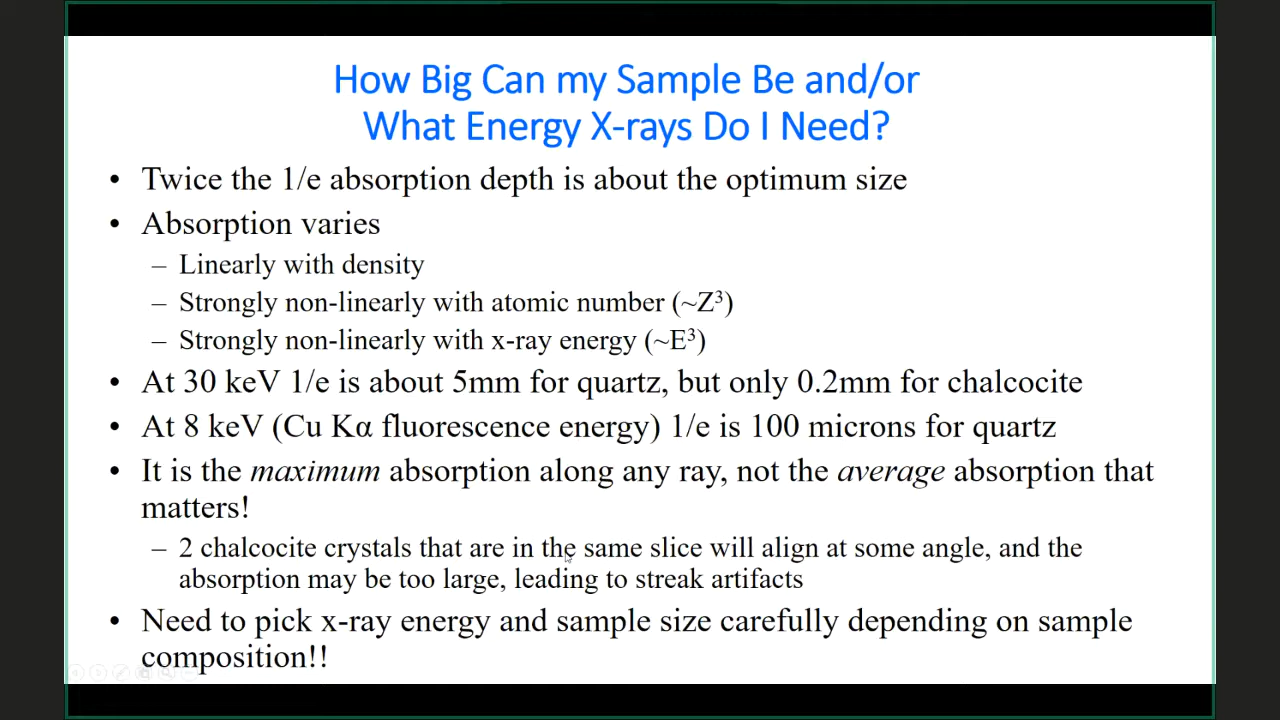 How Big Can my Sample Be and/or
What Energy X-rays Do I Need?
• Twice the 1/e absorption depth is about the optimum size
• Absorption varies
– Linearly with density
– Strongly non-linearly with atomic number (~Z³)
– Strongly non-linearly with x-ray energy (~E³)
• At 30 keV 1/e is about 5mm for quartz, but only 0.2mm for chalcocite
• At 8 keV (Cu Kα fluorescence energy) 1/e is 100 microns for quartz
• It is the maximum absorption along any ray, not the average absorption that
matters!
– 2 chalcocite crystals that are in the same slice will align at some angle, and the
absorption may be too large, leading to streak artifacts
• Need to pick x-ray energy and sample size carefully depending on sample
composition!!